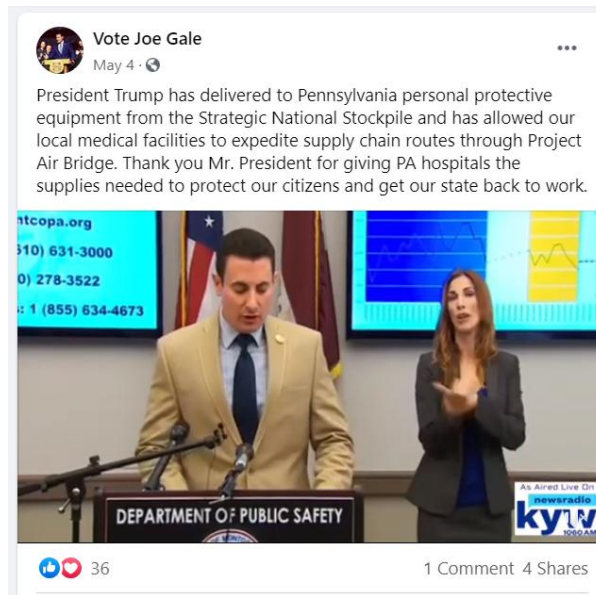 Vote Joe Gale
May 4 ·
President Trump has delivered to Pennsylvania personal protective
equipment from the Strategic National Stockpile and has allowed our
local medical facilities to expedite supply chain routes through Project
Air Bridge. Thank you Mr. President for giving PA hospitals the
supplies needed to protect our citizens and get our state back to work.
ntcopa.org
510) 631-3000
0) 278-3522
: 1 (855) 634-4673
DEPARTMENT OF PUBLIC SAFETY
As Aired Live On
newsradio
kyw
1060 AM
36
1 Comment 4 Shares